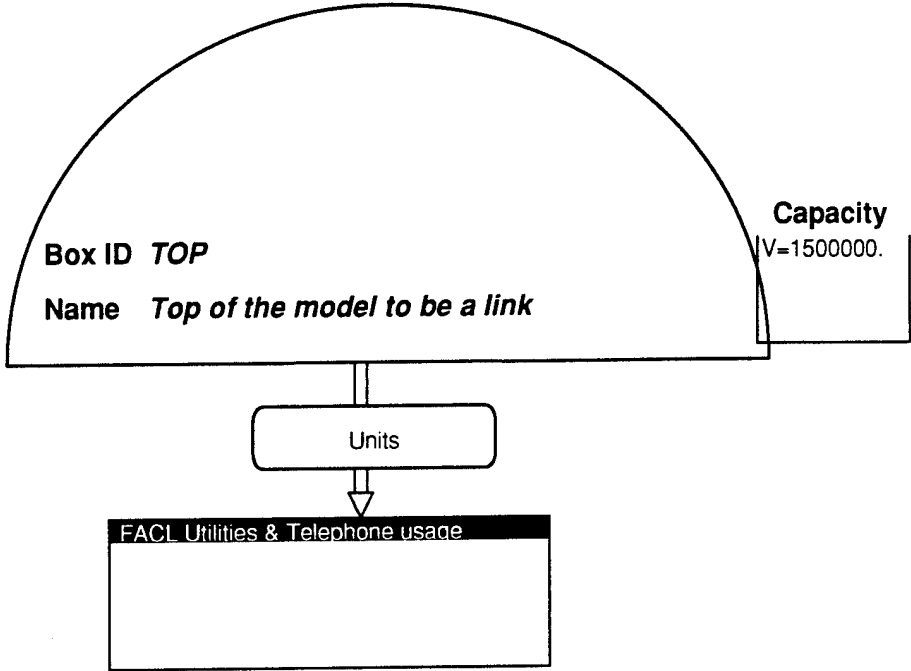 Capacity
V=1500000.
Box ID TOP
Name Top of the model to be a link
Units
FACL Utilities & Telephone usage